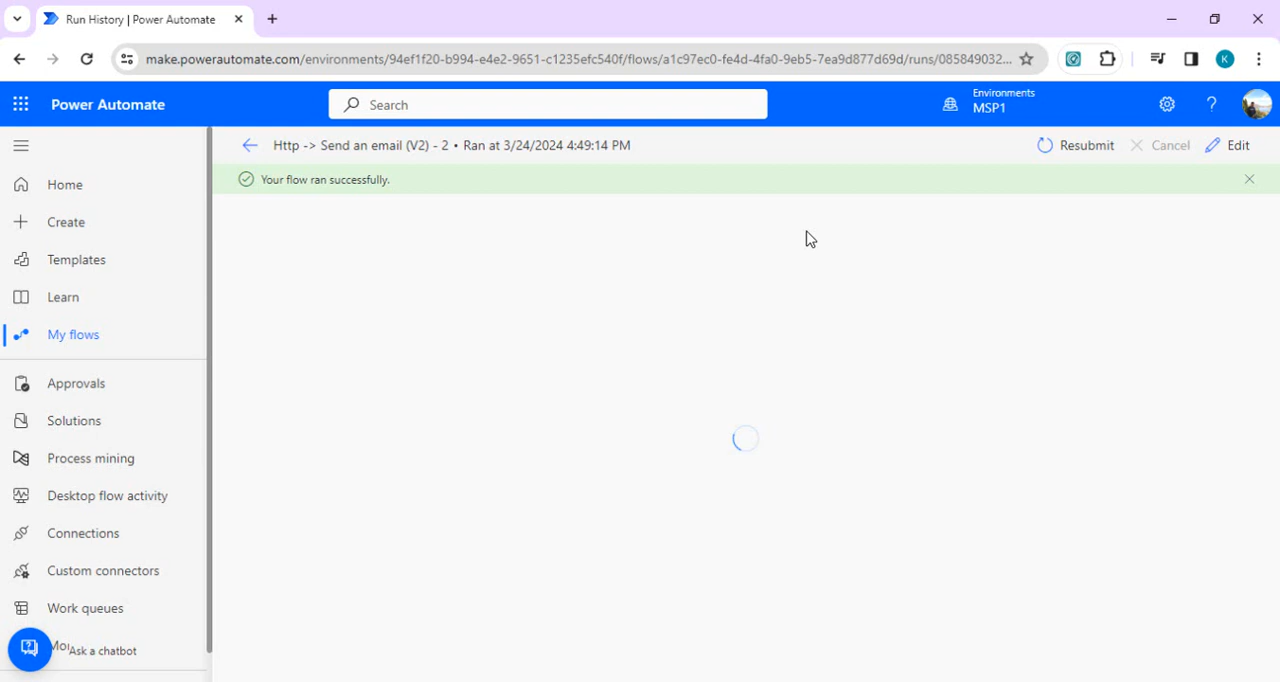 Run History | Power Automate
make.powerautomate.com/environments/94ef1f20-b994-e4e2-9651-c1235efc540f/flows/a1c97ec0-fe4d-4fa0-9eb5-7ea9d877d69d/runs/085849032...
K
Power Automate
Search
Environments
MSP1
Http -> Send an email (V2) - 2 • Ran at 3/24/2024 4:49:14 PM
Resubmit
Cancel
Edit
Your flow ran successfully.
Home
Create
Templates
Learn
My flows
Approvals
Solutions
Process mining
Desktop flow activity
Connections
Custom connectors
Work queues
Ask a chatbot